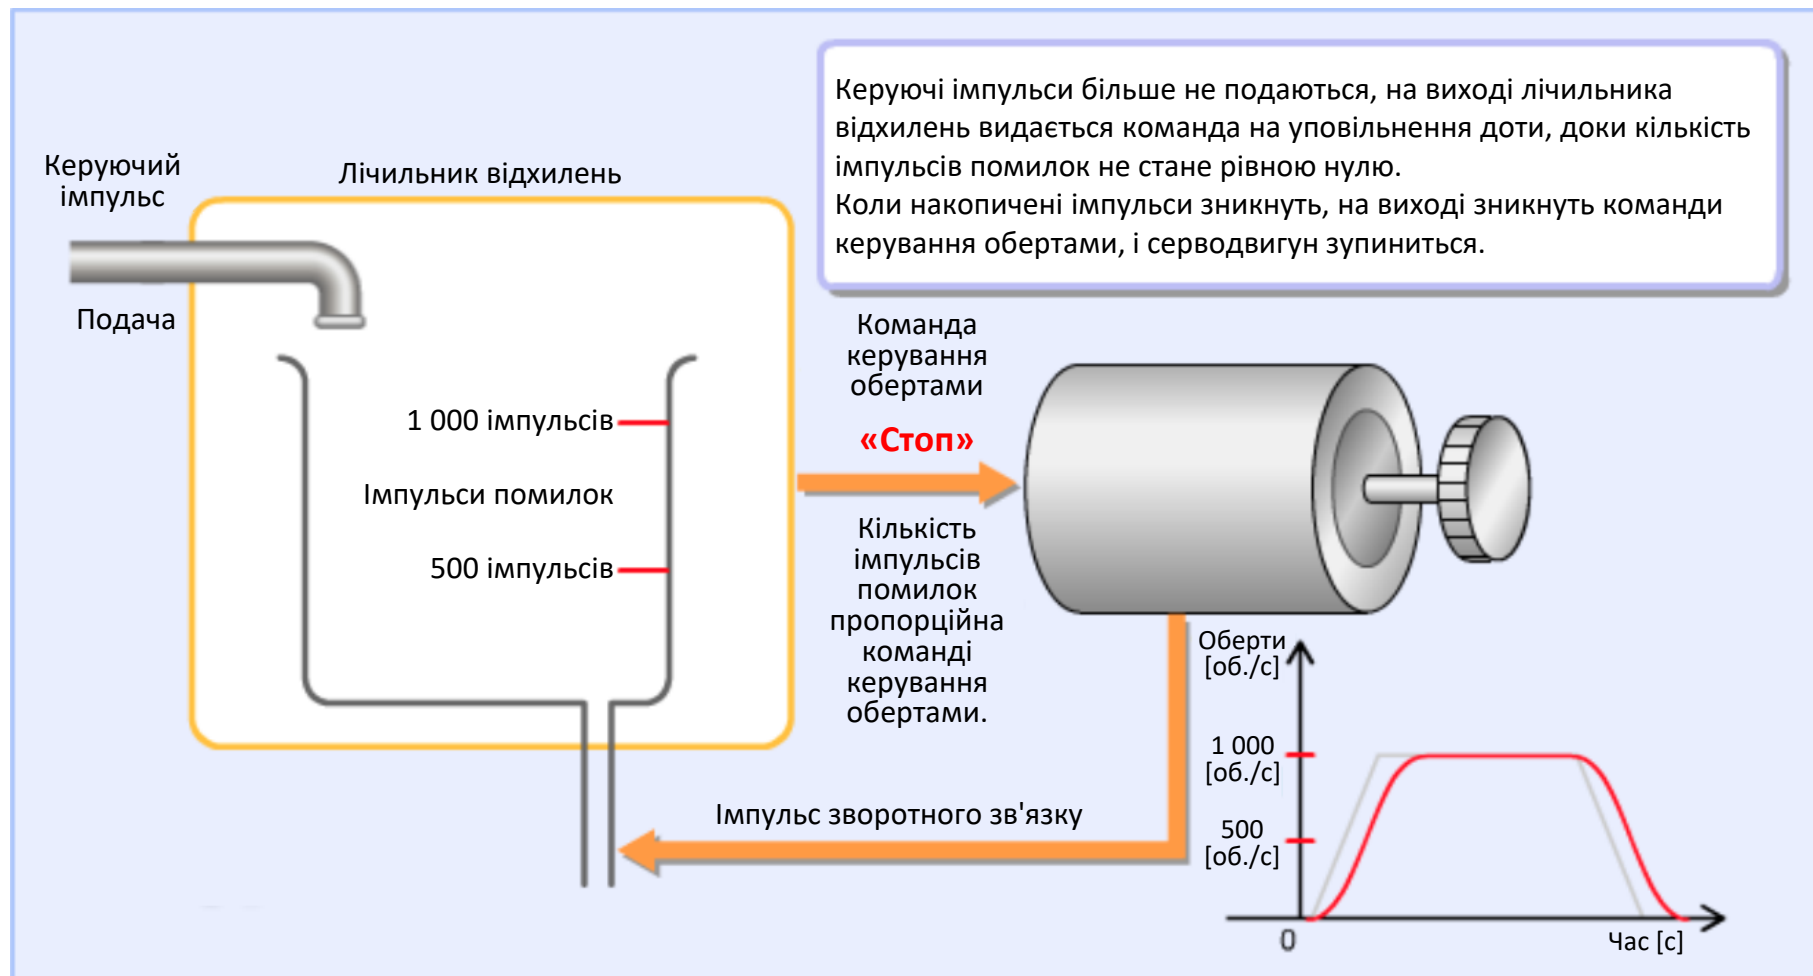 Керуючі імпульси більше не подаються, на виході лічильника
відхилень видається команда на уповільнення доти, доки кількість
імпульсів помилок не стане рівною нулю.
Коли накопичені імпульси зникнуть, на виході зникнуть команди
керування обертами, і серводвигун зупиниться.
Керуючий
імпульс
Лічильник відхилень
Подача
1 000 імпульсів
Імпульси помилок
500 імпульсів
Команда
керування
обертами
«Стоп»
Кількість
імпульсів
помилок
пропорційна
команді
керування
обертами.
Імпульс зворотного зв'язку
Оберти
[об./с]
1 000
[об./с]
500
[об./с]
0
Час [с]